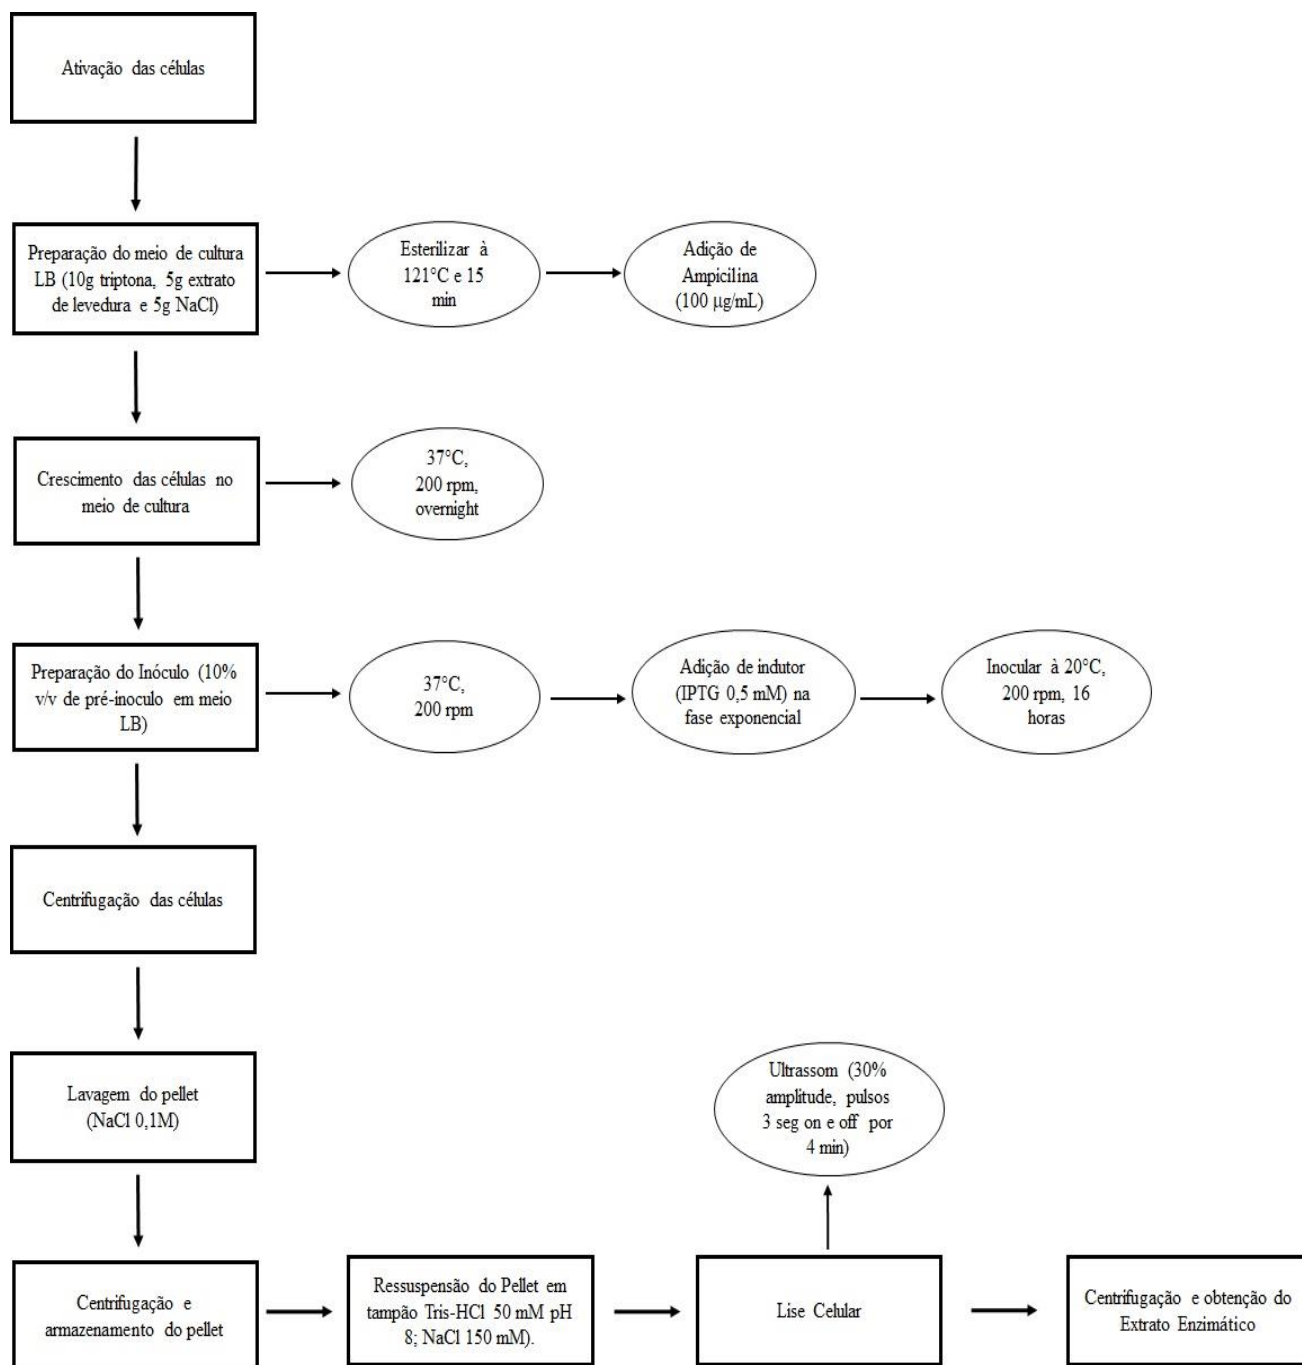 Ativação das células
Preparação do meio de cultura
LB (10g triptona, 5g extrato
de levedura e 5g NaCl)
Esterilizar à
121°C e 15
min
Adição de
Ampicilina
(100 µg/mL)
Crescimento das células no
meio de cultura
37°C,
200 rpm,
overnight
Preparação do Inóculo (10%
v/v de pré-inoculo em meio
LB)
37°C,
200 rpm
Adição de indutor
(IPTG 0,5 mM) na
fase exponencial
Inocular à 20°C,
200 rpm, 16
horas
Centrifugação das células
Lavagem do pellet
(NaCl 0,1M)
Ultrassom (30%
amplitude, pulsos
3 seg on e off por
4 min)
Centrifugação e
armazenamento do pellet
Ressuspensão do Pellet em
tampão Tris-HCl 50 mM pH
8; NaCl 150 mM).
Lise Celular
Centrifugação e obtenção do
Extrato Enzimático